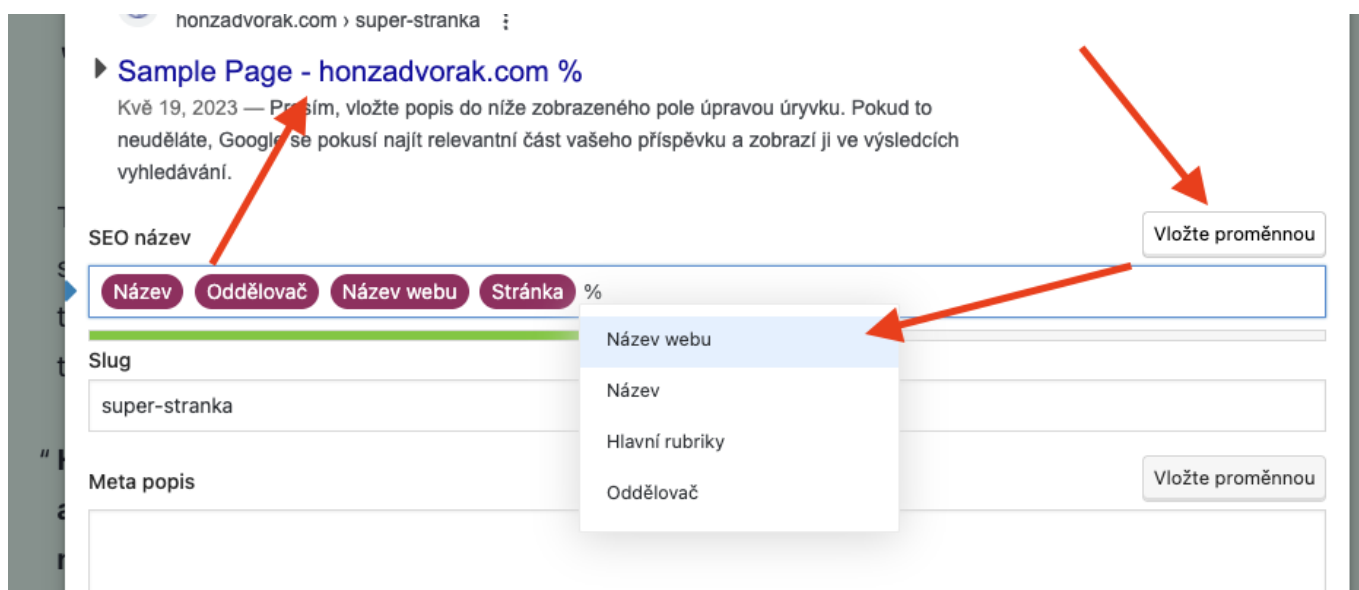 honzadvorak.com › super-stranka
Sample Page - honzadvorak.com %
Kvě 19, 2023 — Prosím, vložte popis do níže zobrazeného pole úpravou úryvku. Pokud to
neuděláte, Google se pokusí najít relevantní část vašeho příspěvku a zobrazí ji ve výsledcích
vyhledávání.
SEO název
Vložte proměnnou
Název Oddělovač Název webu Stránka %
Název webu
Slug
Název
super-stranka
Hlavní rubriky
Meta popis
Vložte proměnnou
Oddělovač